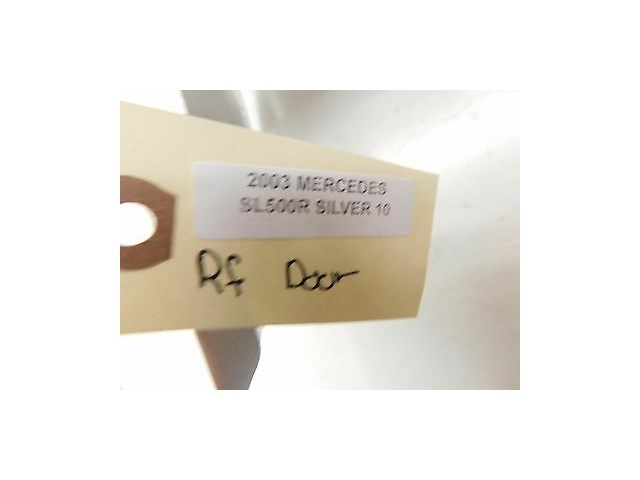 2003 MERCEDES
SL500R SILVER 10
Rf Door